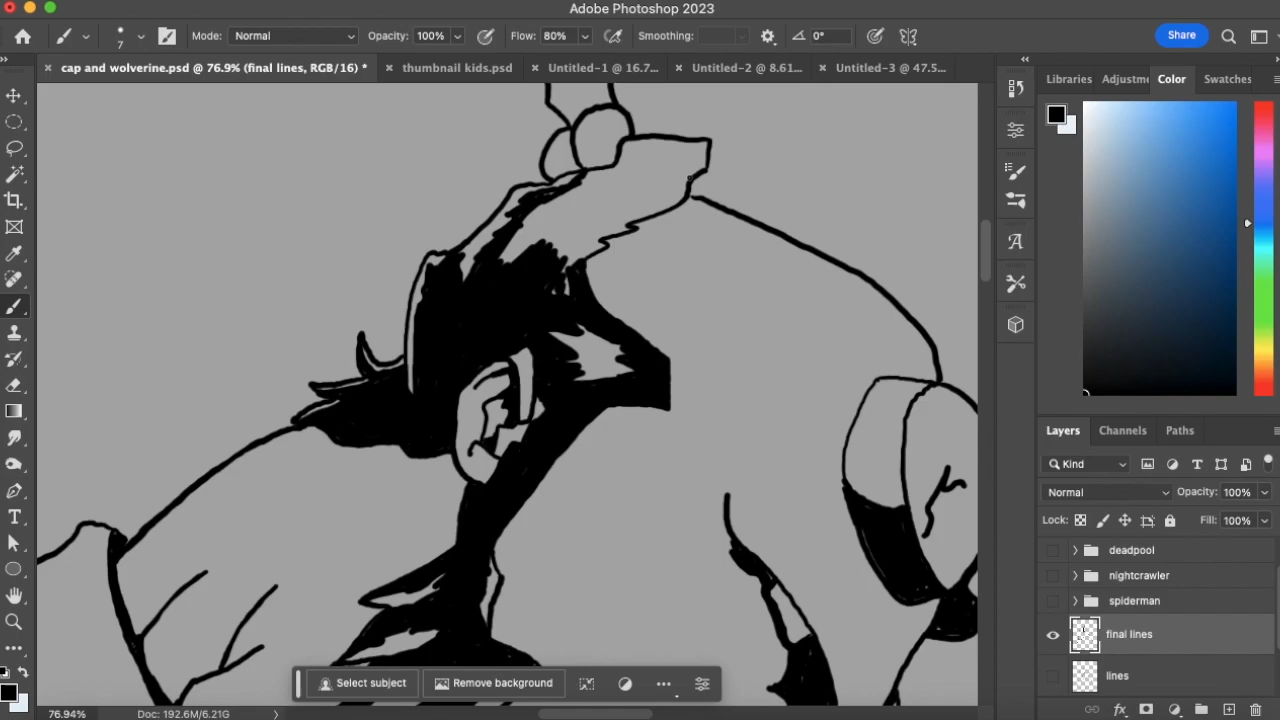 Adobe Photoshop 2023
7 Mode: Normal Opacity: 100% Flow: 80% Smoothing: 0° Share
cap and wolverine.psd @ 76.9% (final lines, RGB/16) * thumbnail kids.psd Untitled-1 @ 16.7... Untitled-2 @ 8.61... Untitled-3 @ 47.5...
Libraries Adjustme Color Swatches
Layers Channels Paths
Kind
Normal Opacity: 100%
Lock: Fill: 100%
deadpool
nightcrawler
spiderman
final lines
lines
Select subject Remove background
76.94% Doc: 192.6M/6.21G